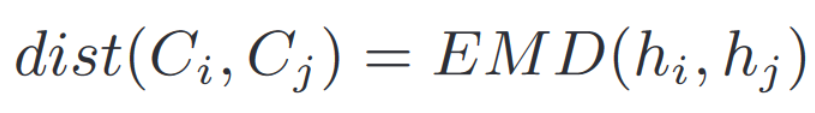 dist(C_i, C_j) = EMD(h_i, h_j)